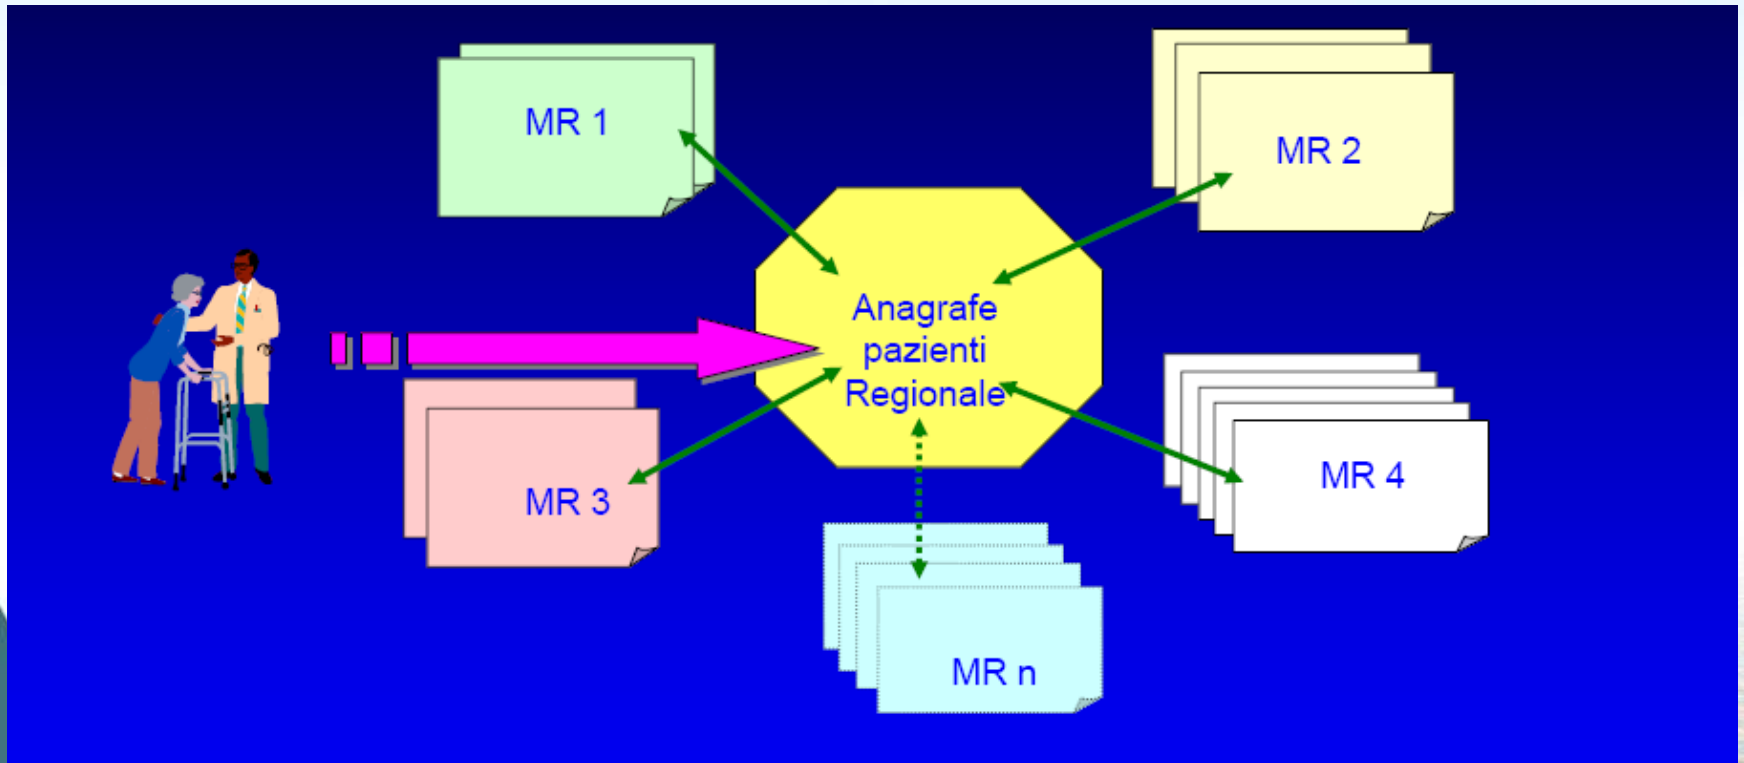 MR 1
MR 2
Anagrafe
pazienti
Regionale
MR 3
MR 4
MR n